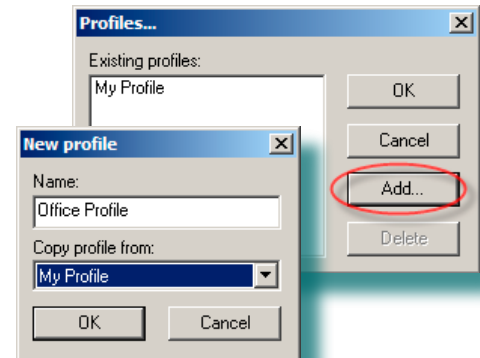 Profiles...
Existing profiles:
My Profile
OK
Cancel
Add...
Delete
New profile
Name:
Office Profile
Copy profile from:
My Profile
OK
Cancel